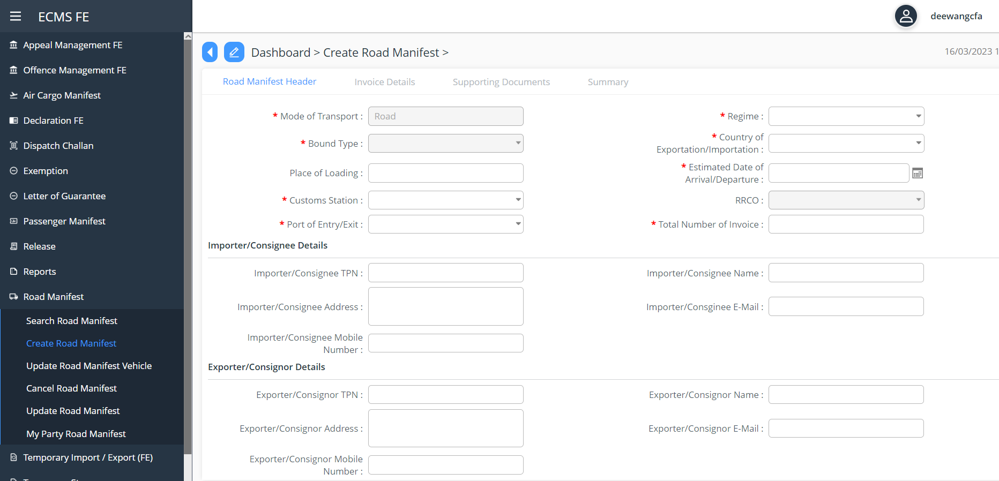 ECMS FE
deewangcfa
Appeal Management FE
Offence Management FE
Air Cargo Manifest
Declaration FE
Dispatch Challan
Exemption
Letter of Guarantee
Passenger Manifest
Release
Reports
Road Manifest
Search Road Manifest
Create Road Manifest
Update Road Manifest Vehicle
Cancel Road Manifest
Update Road Manifest
My Party Road Manifest
Temporary Import / Export (FE)
Dashboard > Create Road Manifest >
16/03/2023 1
Road Manifest Header
Invoice Details
Supporting Documents
Summary
* Mode of Transport : Road
* Regime :
* Bound Type :
* Country of
Exportation/Importation :
Place of Loading :
* Estimated Date of
Arrival/Departure :
* Customs Station :
RRCO :
* Port of Entry/Exit :
* Total Number of Invoice :
Importer/Consignee Details
Importer/Consignee TPN :
Importer/Consignee Name :
Importer/Consignee Address :
Importer/Consginee E-Mail :
Importer/Consignee Mobile
Number :
Exporter/Consignor Details
Exporter/Consignor TPN :
Exporter/Consignor Name :
Exporter/Consignor Address :
Exporter/Consignor E-Mail :
Exporter/Consignor Mobile
Number :